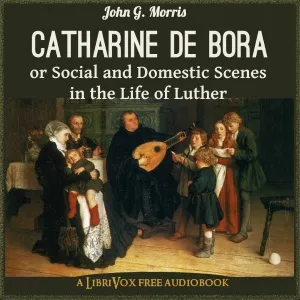 John G. Morris
CATHARINE DE BORA
or Social and Domestic Scenes
in the Life of Luther
A LIBRIVOX FREE AUDIOBOOK